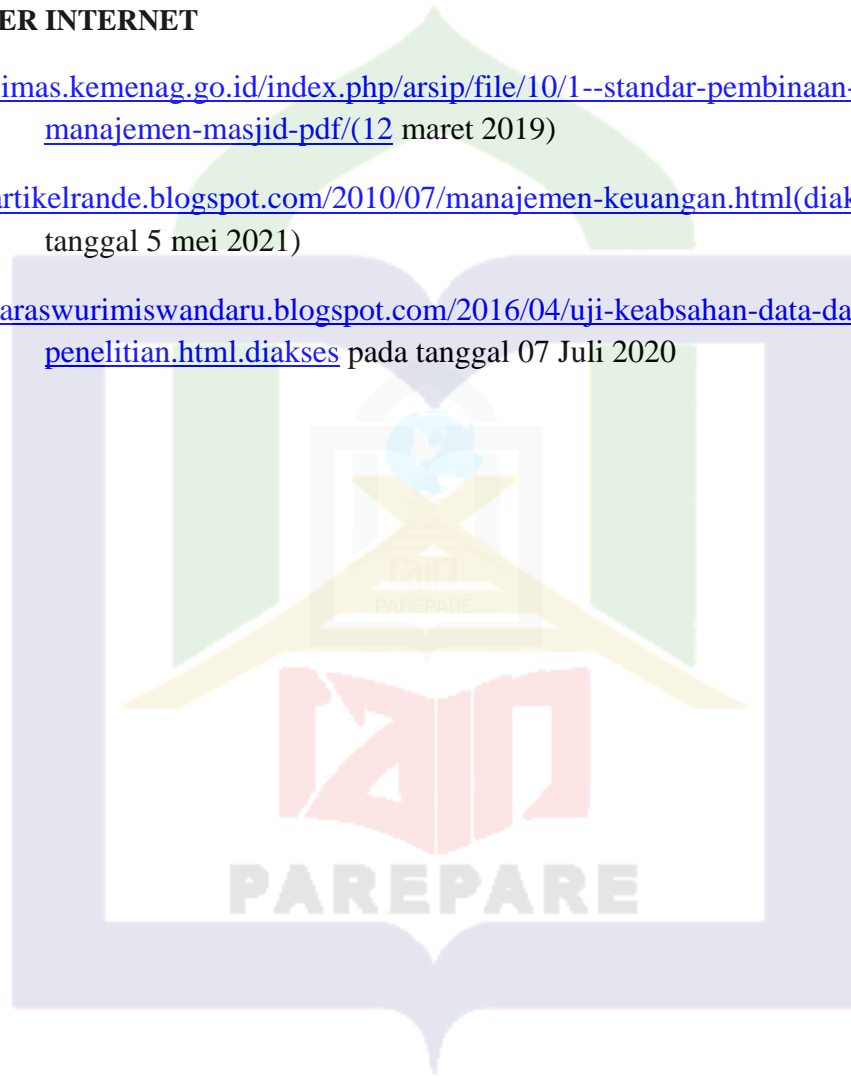 ER INTERNET
imas.kemenag.go.id/index.php/arsip/file/10/1--standar-pembinaan-
manajemen-masjid-pdf/(12 maret 2019)
artikelrande.blogspot.com/2010/07/manajemen-keuangan.html(diak
tanggal 5 mei 2021)
araswurimiswandaru.blogspot.com/2016/04/uji-keabsahan-data-da
penelitian.html.diakses pada tanggal 07 Juli 2020
iain
PAREPARE
iain
PAREPARE